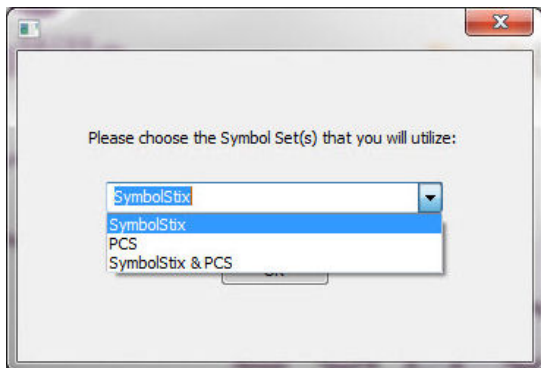 Please choose the Symbol Set(s) that you will utilize:
SymbolStix
SymbolStix
PCS
SymbolStix & PCS